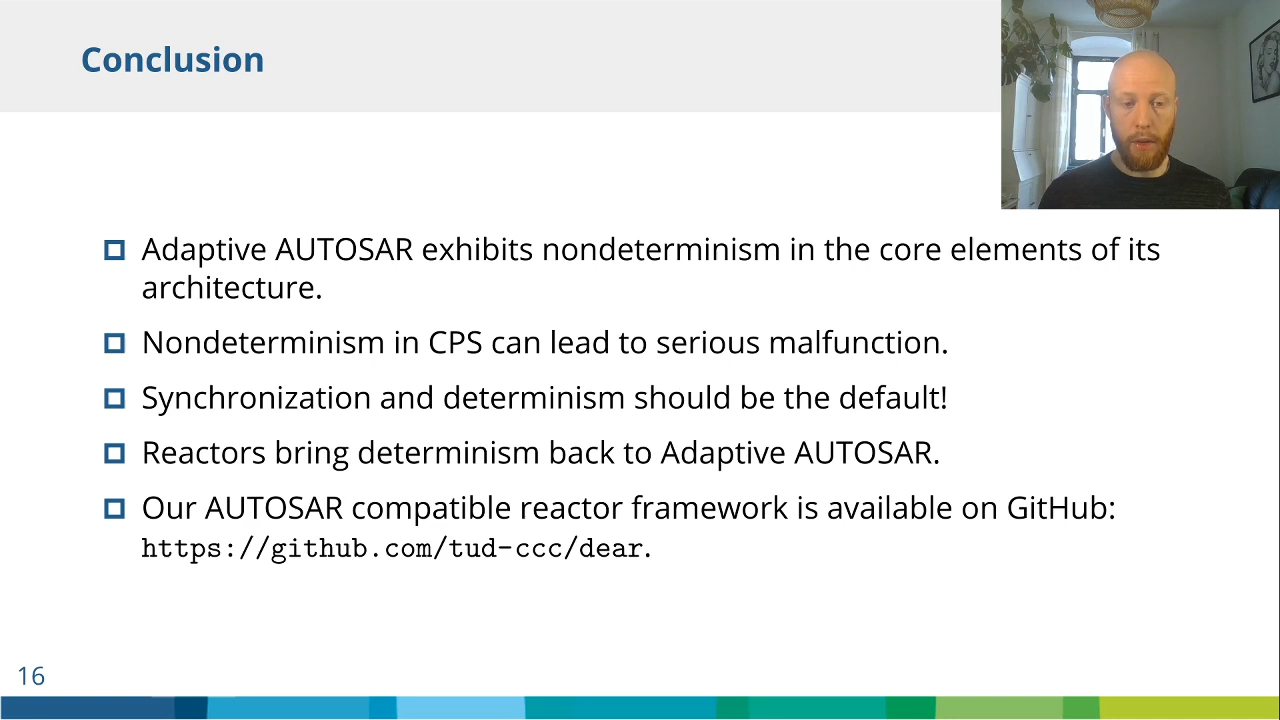 Conclusion
Adaptive AUTOSAR exhibits nondeterminism in the core elements of its
architecture.
Nondeterminism in CPS can lead to serious malfunction.
Synchronization and determinism should be the default!
Reactors bring determinism back to Adaptive AUTOSAR.
Our AUTOSAR compatible reactor framework is available on GitHub:
https://github.com/tud-ccc/dear.
16